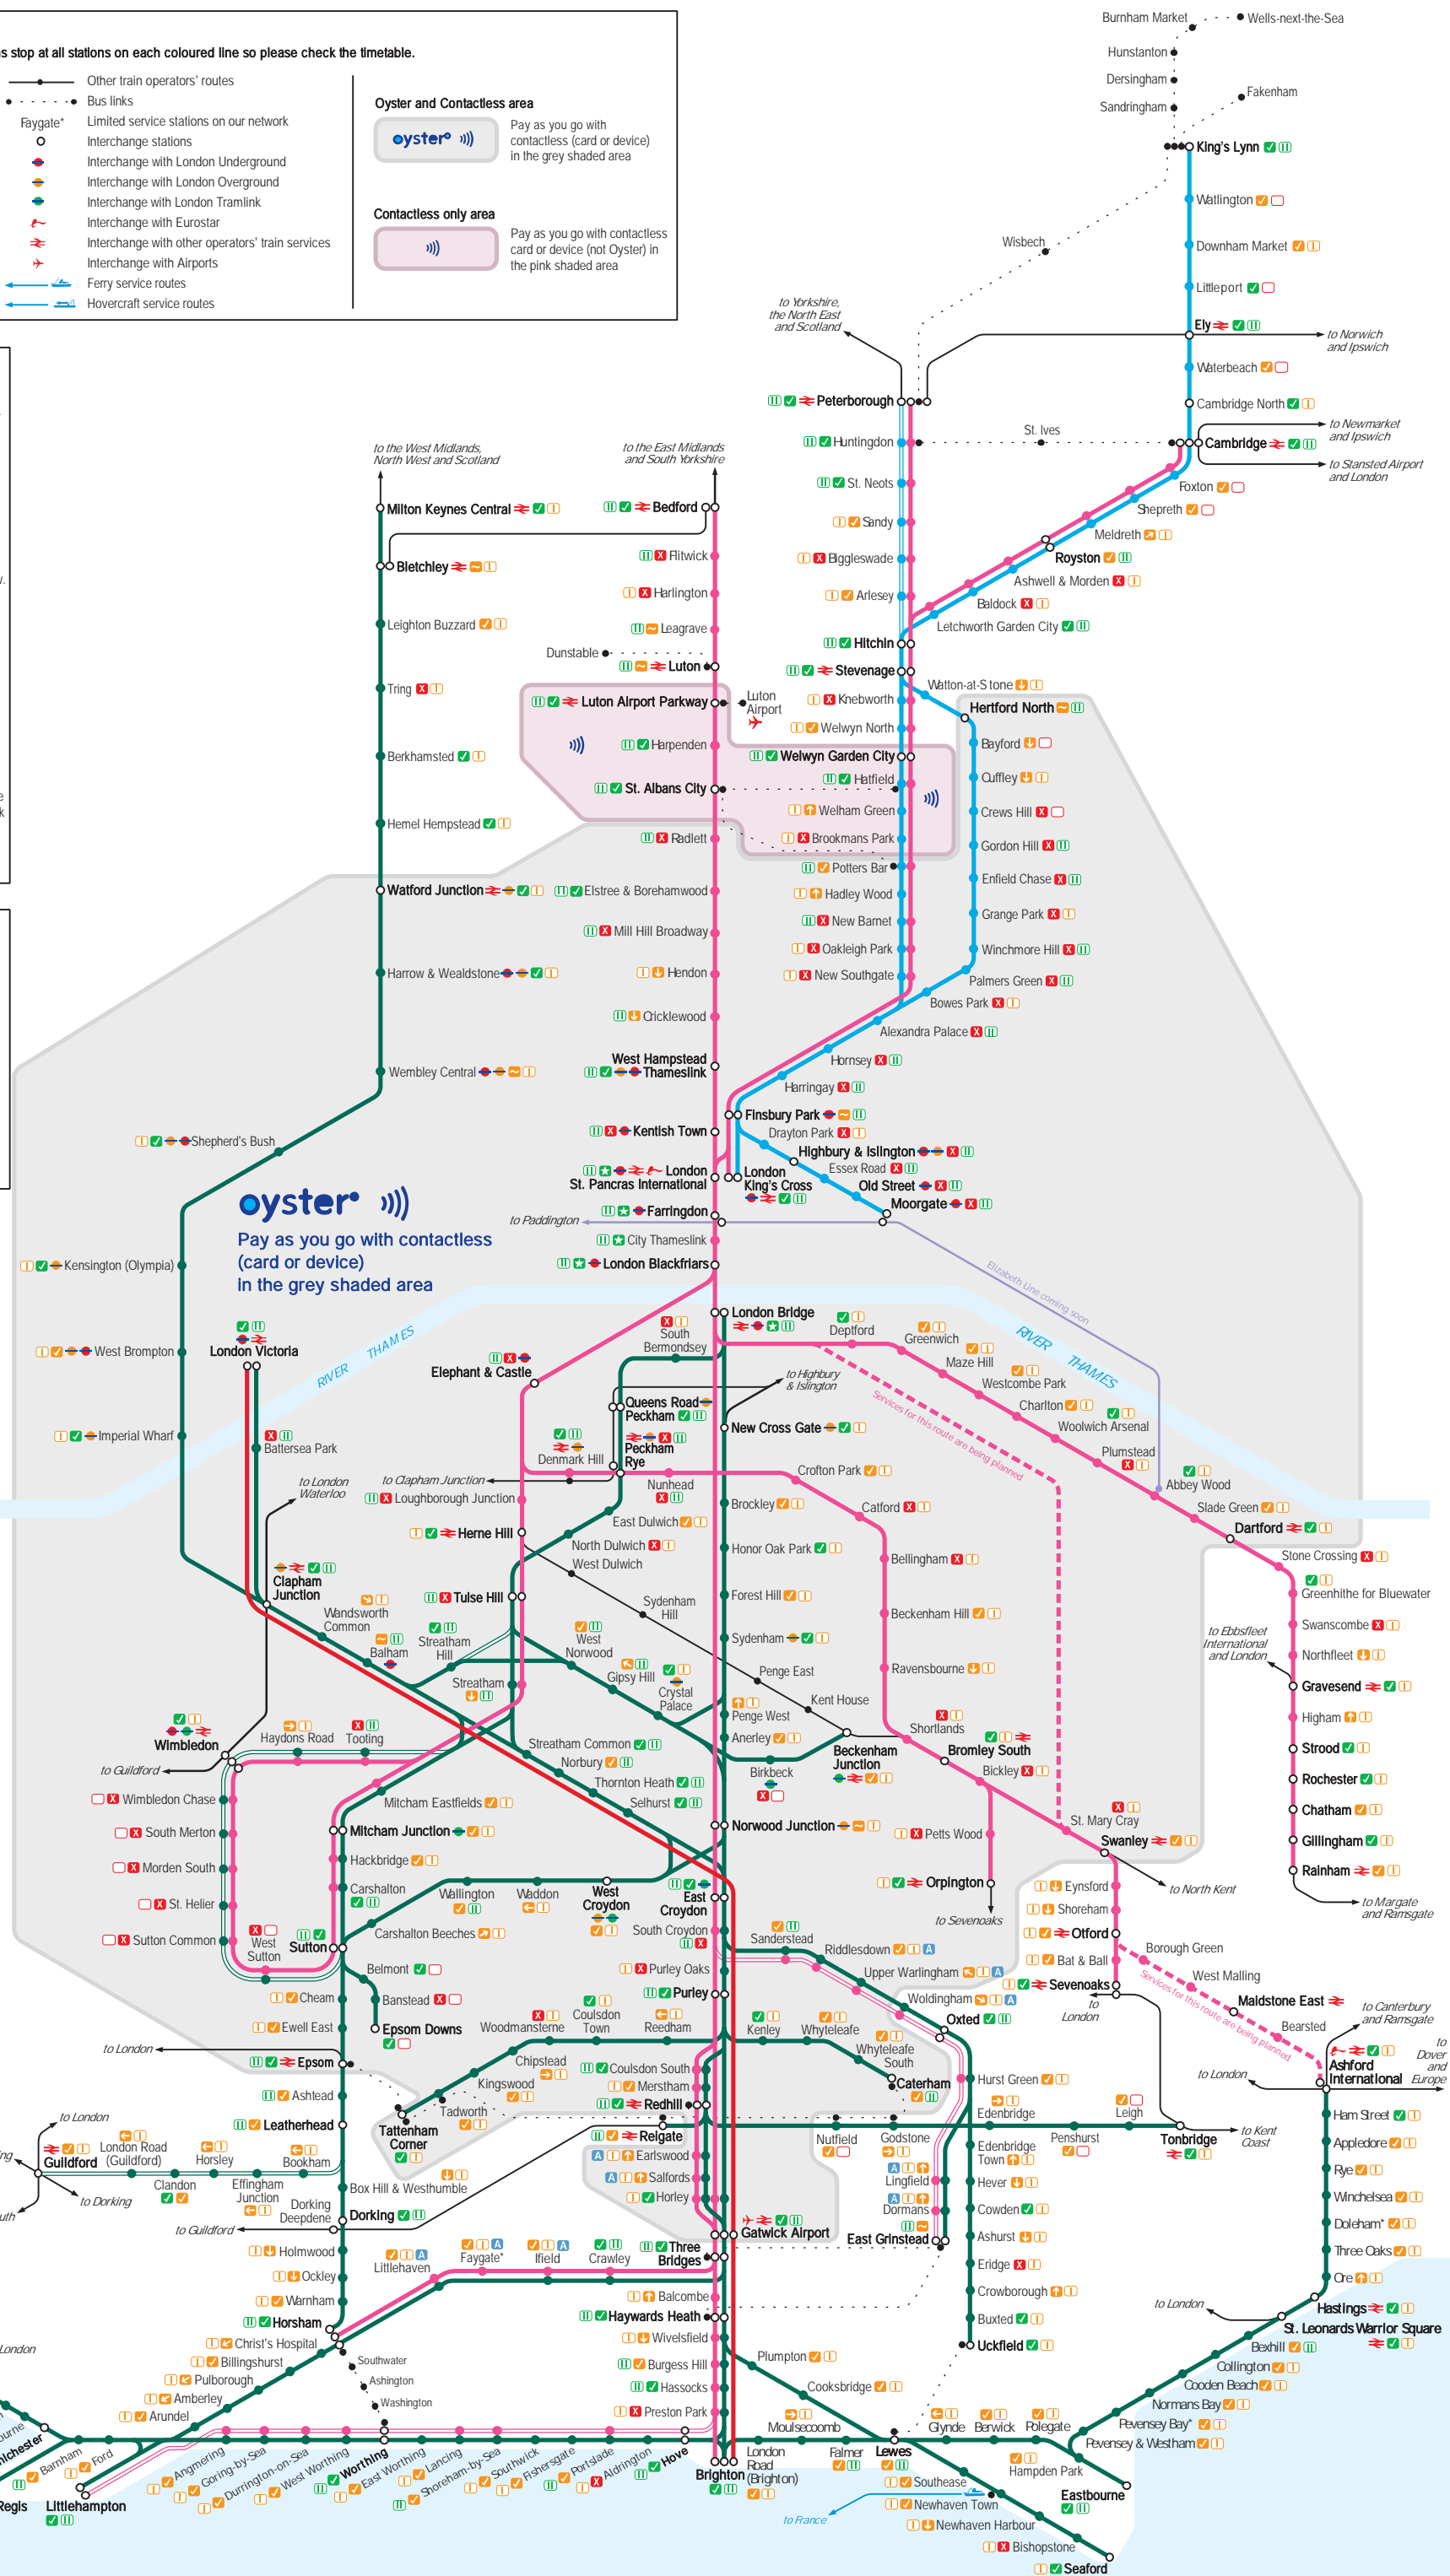 s stop at all stations on each coloured line so please check the timetable.
Other train operators' routes
Bus links
Faygate*
Limited service stations on our network
Interchange stations
Interchange with London Underground
Interchange with London Overground
Interchange with London Tramlink
Interchange with Eurostar
Interchange with other operators' train services
Interchange with Airports
Ferry service routes
Hovercraft service routes
Oyster and Contactless area
oyster
Pay as you go with
contactless (card or device)
in the grey shaded area
Contactless only area
Pay as you go with contactless
card or device (not Oyster) in
the pink shaded area
Burnham Market
Wells-next-the-Sea
Hunstanton
Dersingham
Sandringham
Fakenham
King's Lynn
Watlington
Wisbech
Downham Market
Littleport
to Yorkshire,
the North East
and Scotland
Ely
to Norwich
and Ipswich
Waterbeach
Peterborough
Cambridge North
to Newmarket
and Ipswich
Huntingdon
St. Ives
Cambridge
to Stansted Airport
and London
to the West Midlands,
North West and Scotland
to the East Midlands
and South Yorkshire
St. Neots
Foxton
Milton Keynes Central
Bedford
Shepreth
Sandy
Meldreth
Flitwick
Biggleswade
Royston
Bletchley
Ashwell & Morden
Harlington
Arlesey
Baldock
Leighton Buzzard
Leagrave
Letchworth Garden City
Hitchin
Dunstable
Luton
Stevenage
Tring
Watton-at-Stone
Luton Airport Parkway
Luton
Airport
Knebworth
Hertford North
Welwyn North
Harpenden
Bayford
Berkhamsted
Welwyn Garden City
St. Albans City
Hatfield
Cuffley
Hemel Hempstead
Welham Green
Crews Hill
Radlett
Brookmans Park
Gordon Hill
Potters Bar
Enfield Chase
Watford Junction
Elstree & Borehamwood
Hadley Wood
Grange Park
Mill Hill Broadway
New Barnet
Winchmore Hill
Oakleigh Park
Harrow & Wealdstone
Hendon
New Southgate
Palmers Green
Bowes Park
Cricklewood
Alexandra Palace
Wembley Central
West Hampstead
Thameslink
Hornsey
Harringay
Finsbury Park
Kentish Town
Drayton Park
Shepherd's Bush
Highbury & Islington
Essex Road
London
St. Pancras International
London
King's Cross
Old Street
Moorgate
oyster
Farringdon
to Paddington
Pay as you go with contactless
(card or device)
in the grey shaded area
City Thameslink
London Blackfriars
Kensington (Olympia)
Elizabeth Line coming soon
London Bridge
RIVER THAMES
South
Bermondsey
Deptford
Greenwich
Maze Hill
Westcombe Park
Charlton
Woolwich Arsenal
Plumstead
Abbey Wood
Slade Green
Dartford
RIVER THAMES
London Victoria
West Brompton
Elephant & Castle
to Highbury
& Islington
Queens Road
Peckham
Services for this route are being planned
New Cross Gate
Imperial Wharf
Battersea Park
Denmark Hill
Peckham
Rye
to London
Waterloo
to Clapham Junction
Nunhead
Crofton Park
Loughborough Junction
Brockley
Catford
East Dulwich
Herne Hill
North Dulwich
Honor Oak Park
Bellingham
West Dulwich
Stone Crossing
Clapham
Junction
Tulse Hill
Forest Hill
Greenhithe for Bluewater
Wandsworth
Common
Sydenham
Hill
Beckenham Hill
Swanscombe
Balham
Streatham
Hill
West
Norwood
Sydenham
to Ebbsfleet
International
and London
Northfleet
Gipsy Hill
Penge East
Ravensbourne
Streatham
Crystal
Palace
Kent House
Gravesend
Penge West
Shortlands
Higham
Wimbledon
Haydons Road
Tooting
Anerley
Beckenham
Junction
Bromley South
Strood
to Guildford
Streatham Common
Norbury
Birkbeck
Bickley
Rochester
Wimbledon Chase
Thornton Heath
Mitcham Eastfields
Selhurst
St. Mary Cray
Chatham
South Merton
Mitcham Junction
Norwood Junction
Petts Wood
Swanley
Gillingham
Morden South
Hackbridge
Rainham
St. Helier
Carshalton
Wallington
Waddon
West
Croydon
East
Croydon
Orpington
Eynsford
to North Kent
to Margate
and Ramsgate
Sutton Common
West
Sutton
Sutton
Carshalton Beeches
South Croydon
to Sevenoaks
Shoreham
Sanderstead
Otford
Riddlesdown
Borough Green
Belmont
Purley Oaks
Upper Warlingham
Bat & Ball
West Malling
Cheam
Banstead
Purley
Woldingham
Sevenoaks
Services for this route are being planned
Maidstone East
Ewell East
Epsom Downs
Woodmansterne
Coulsdon
Town
Reedham
Kenley
Whyteleafe
Oxted
to
London
Bearsted
to Canterbury
and Ramsgate
to London
Epsom
Chipstead
Whyteleafe
South
to
Dover
and
Europe
Kingswood
Coulsdon South
Caterham
Hurst Green
to London
Ashford
International
Ashtead
Tadworth
Merstham
Leatherhead
Tattenham
Corner
Redhill
Edenbridge
Leigh
Ham Street
to London
Reigate
Nutfield
Godstone
Penshurst
Tonbridge
to Kent
Coast
Guildford
London Road
(Guildford)
Horsley
Bookham
Earlswood
Edenbridge
Town
Appledore
Clandon
Effingham
Junction
Box Hill & Westhumble
Salfords
Lingfield
Hever
Rye
to Dorking
Dorking
Deepdene
Dorking
Horley
Dormans
Cowden
Winchelsea
to Guildford
Gatwick Airport
East Grinstead
Ashurst
Doleham*
Holmwood
Littlehaven
Faygate*
Ifield
Crawley
Three
Bridges
Eridge
Three Oaks
Ockley
Balcombe
Crowborough
Ore
Warnham
Haywards Heath
Buxted
to London
Hastings
Horsham
Wivelsfield
Uckfield
St. Leonards Warrior Square
London
Christ's Hospital
Southwater
Plumpton
Bexhill
Billingshurst
Burgess Hill
Collington
Pulborough
Ashington
Hassocks
Cooksbridge
Cooden Beach
Amberley
Washington
Normans Bay
Arundel
Preston Park
Moulsecoomb
Glynde
Berwick
Polegate
Pevensey Bay*
Pevensey & Westham
Barnham
Ford
Angmering
Goring-by-Sea
Durrington-on-Sea
West Worthing
Worthing
East Worthing
Lancing
Shoreham-by-Sea
Southwick
Fishersgate
Portslade
Aldrington
Hove
Brighton
London
Road
(Brighton)
Falmer
Lewes
Hampden Park
Regis
Littlehampton
Southease
Eastbourne
Newhaven Town
to France
Newhaven Harbour
Bishopstone
Seaford